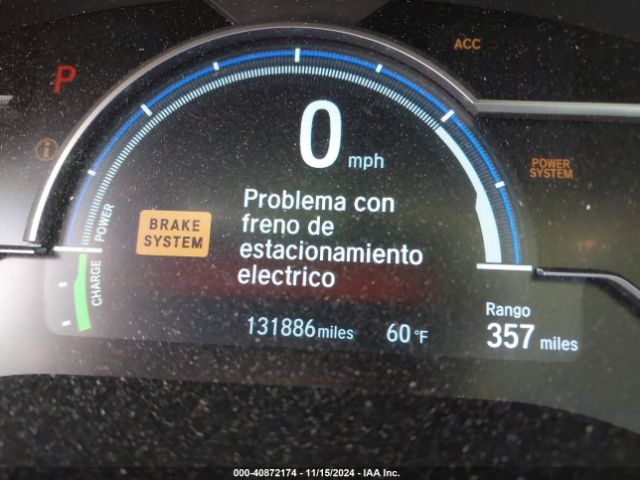 ACC
P
0 mph
POWER
SYSTEM
Problema con
freno de
estacionamiento
electrico
BRAKE
SYSTEM
POWER
CHARGE
131886 miles
60 °F
Rango
357 miles
000-40872174 - 11/15/2024 - IAA Inc.